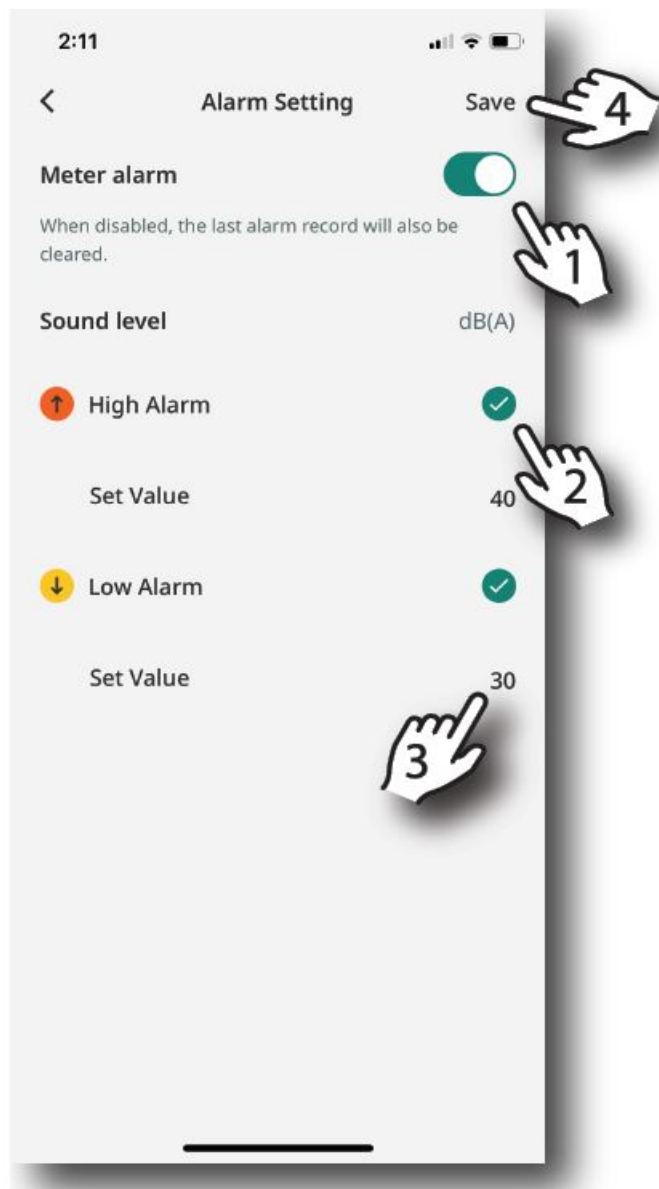 2:11
Alarm Setting Save 4
Meter alarm
1
When disabled, the last alarm record will also be
cleared.
Sound level dB(A)
High Alarm
2
Set Value 40
Low Alarm
Set Value 30
3